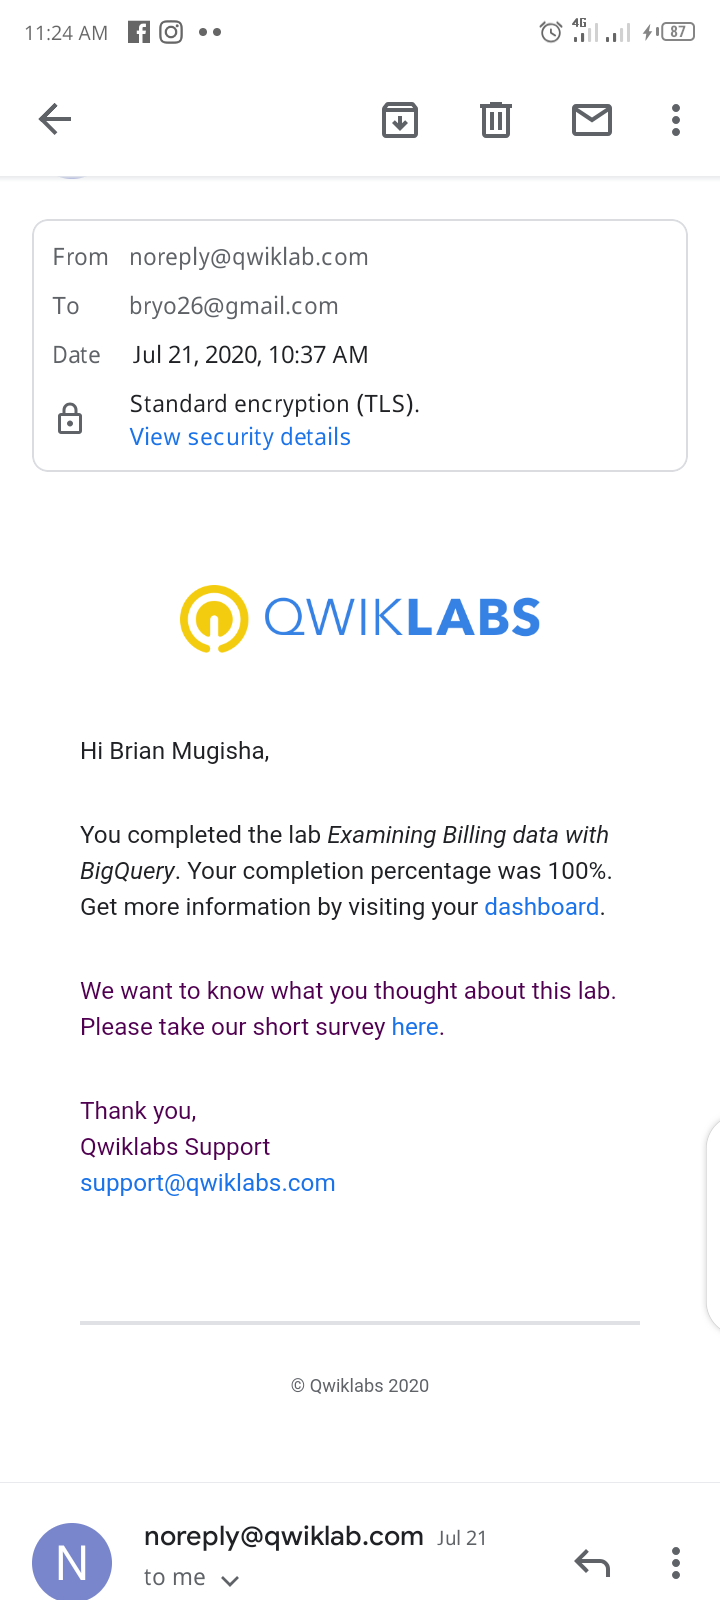 11:24 AM 4G 87
From noreply@qwiklab.com
To bryo26@gmail.com
Date Jul 21, 2020, 10:37 AM
Standard encryption (TLS).
View security details
QWIKLABS
Hi Brian Mugisha,
You completed the lab Examining Billing data with
BigQuery. Your completion percentage was 100%.
Get more information by visiting your dashboard.
We want to know what you thought about this lab.
Please take our short survey here.
Thank you,
Qwiklabs Support
support@qwiklabs.com
© Qwiklabs 2020
N noreply@qwiklab.com Jul 21
to me